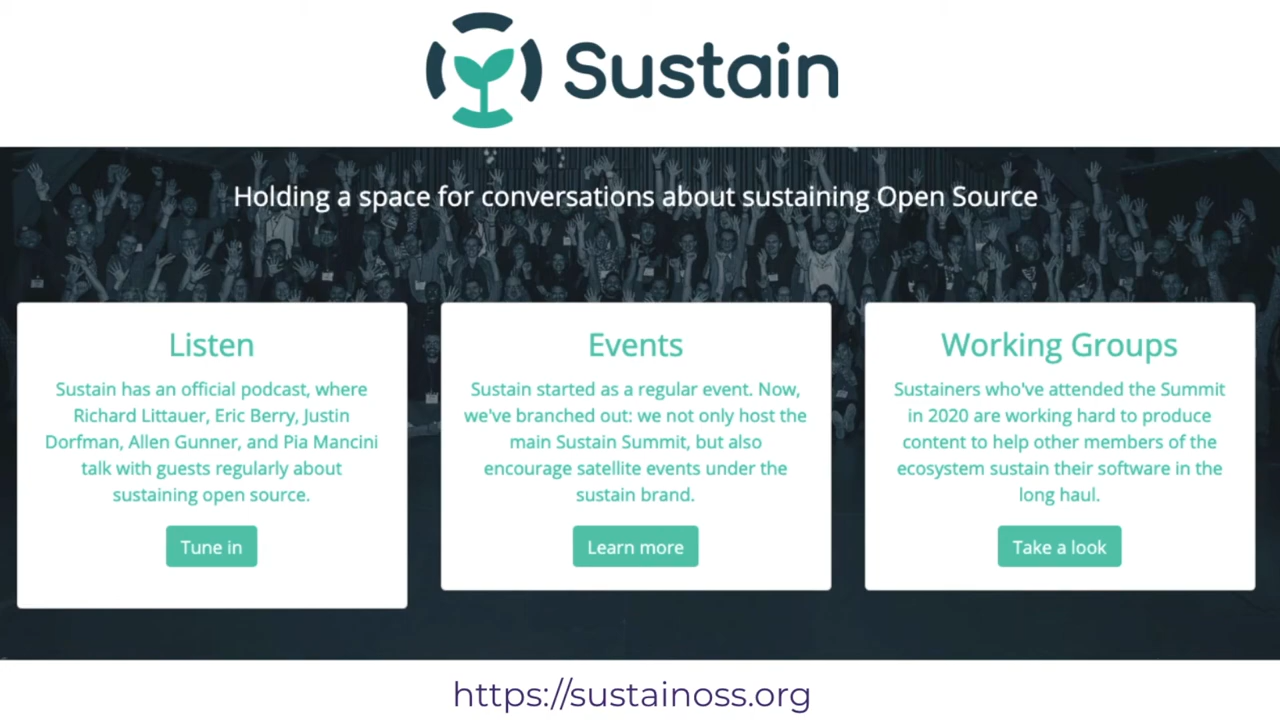 Sustain
Holding a space for conversations about sustaining Open Source
Listen
Sustain has an official podcast, where
Richard Littauer, Eric Berry, Justin
Dorfman, Allen Gunner, and Pia Mancini
talk with guests regularly about
sustaining open source.
Tune in
Events
Sustain started as a regular event. Now,
we've branched out: we not only host the
main Sustain Summit, but also
encourage satellite events under the
sustain brand.
Learn more
Working Groups
Sustainers who've attended the Summit
in 2020 are working hard to produce
content to help other members of the
ecosystem sustain their software in the
long haul.
Take a look
https://sustainoss.org